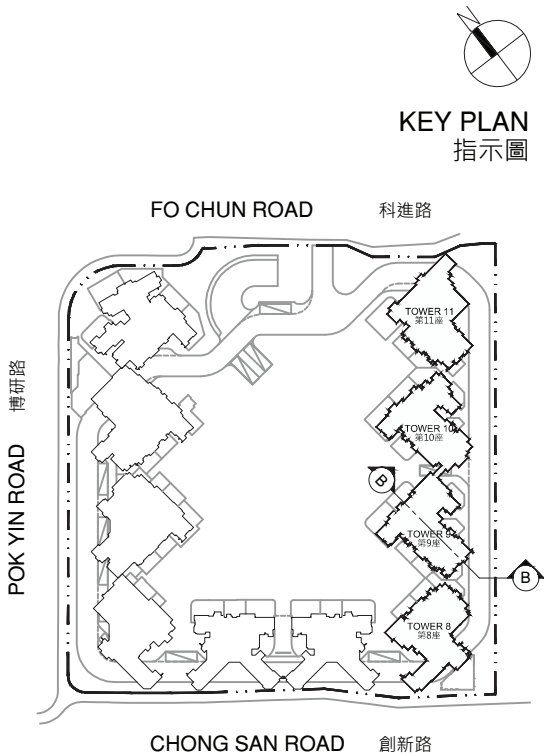 KEY PLAN
指示圖
FO CHUN ROAD 科進路
POK YIN ROAD 博研路
TOWER 11
第11座
TOWER 10
第10座
B
TOWER 9
第9座
B
TOWER 8
第8座
CHONG SAN ROAD 創新路